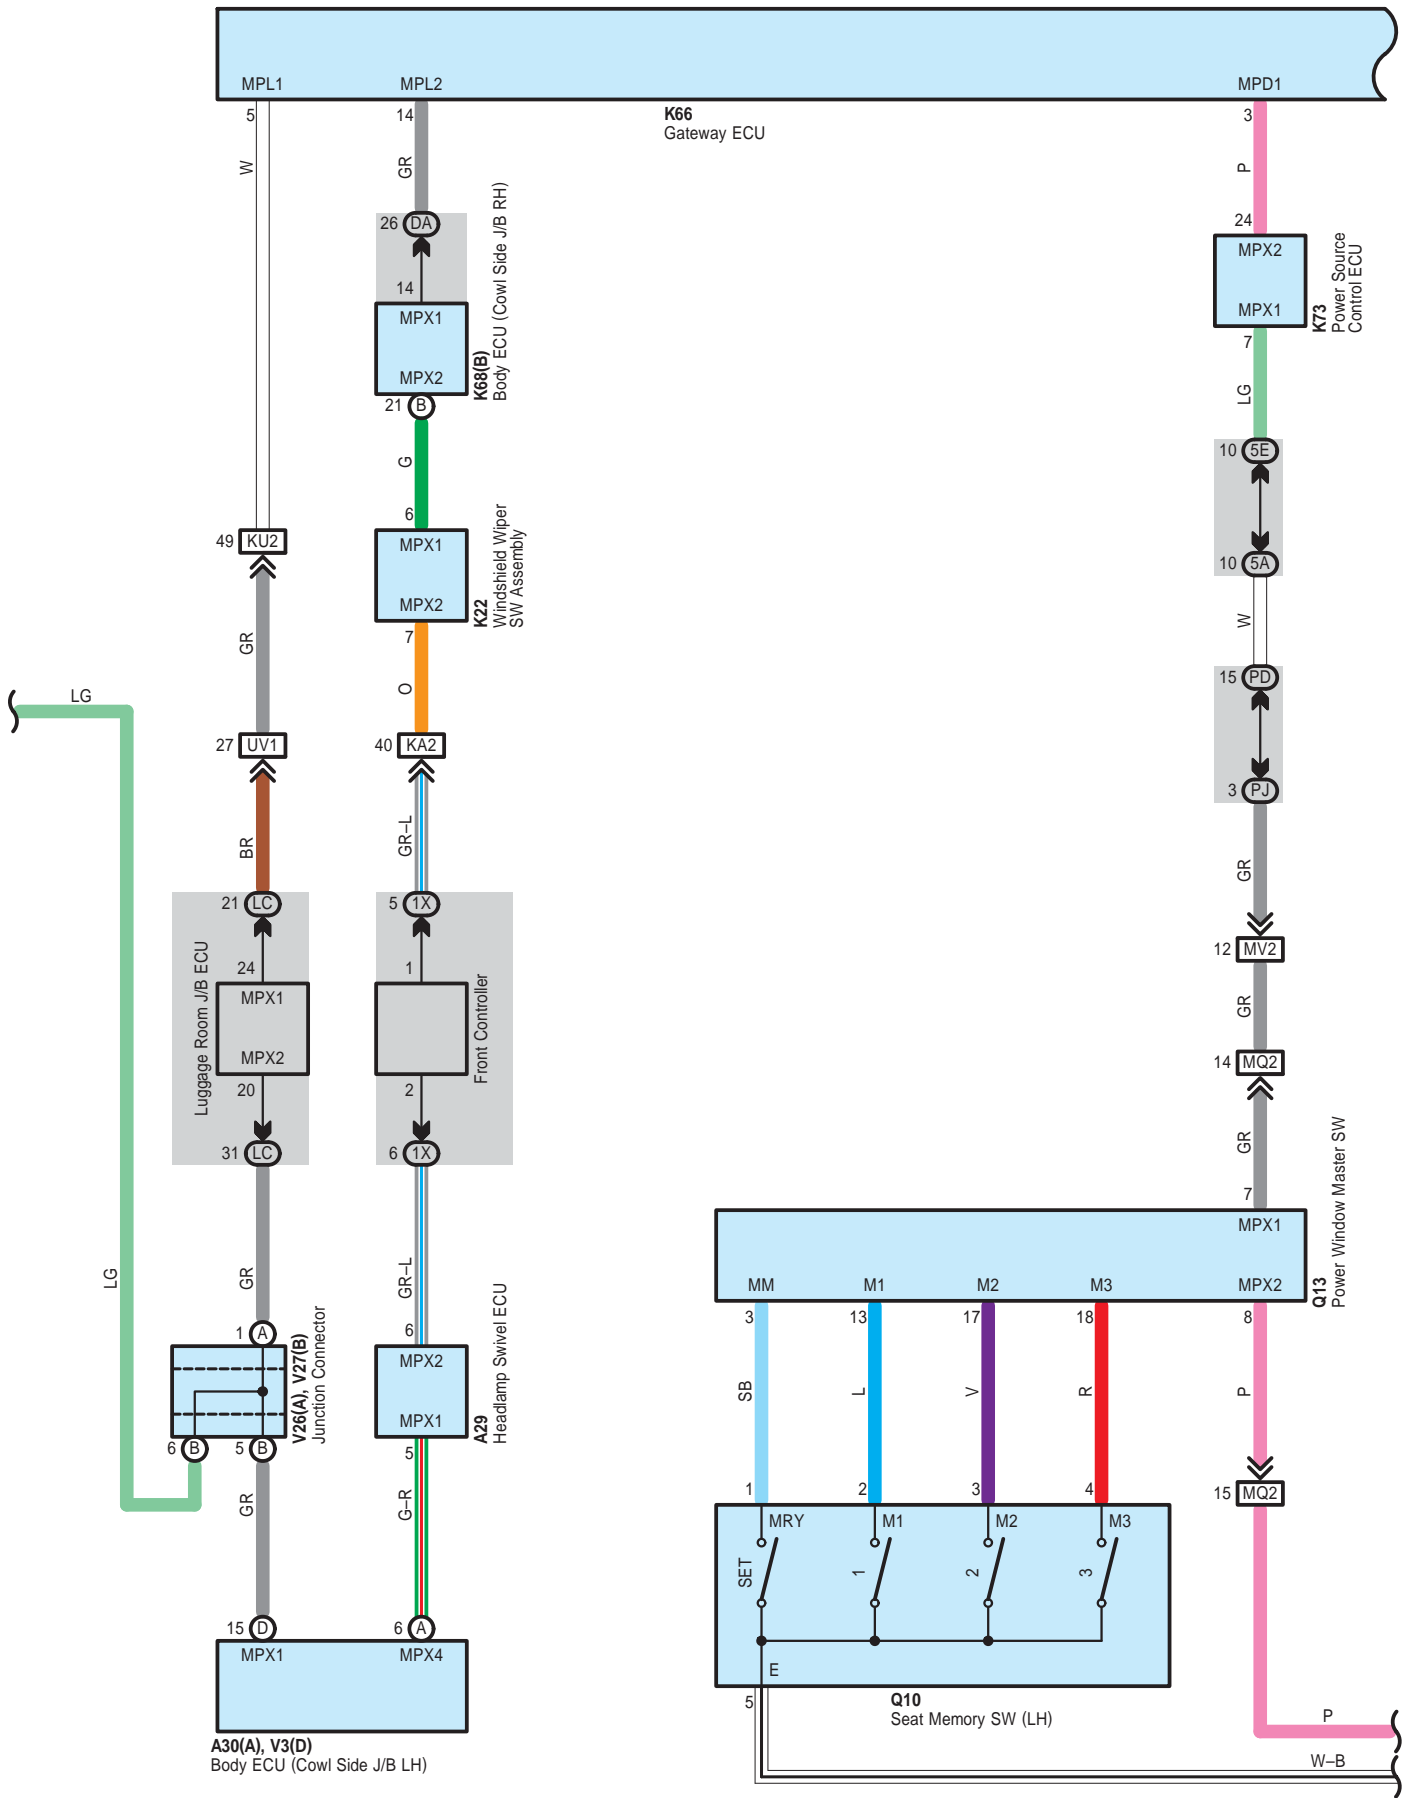 MPL1
MPL2
MPD1
5
14
3
K66
Gateway ECU
W
GR
P
26 DA
14
MPX1
MPX2
K68(B)
Body ECU (Cowl Side J/B RH)
21 B
24
MPX2
MPX1
K73
Power Source
Control ECU
7
LG
G
6
10 5E
49 KU2
MPX1
MPX2
K22
Windshield Wiper
SW Assembly
10 5A
7
GR
O
W
LG
15 PD
27 UV1
40 KA2
3 PJ
BR
GR–L
GR
21 LC
5 1X
12 MV2
Luggage Room J/B ECU
24
MPX1
MPX2
20
1
2
Front Controller
GR
14 MQ2
31 LC
6 1X
GR
7
LG
GR
GR–L
MPX1
MM
M1
M2
M3
MPX2
Q13
Power Window Master SW
1 A
6
3
13
17
18
8
V26(A), V27(B)
Junction Connector
MPX2
MPX1
A29
Headlamp Swivel ECU
SB
L
V
R
P
6 B
5 B
5
GR
G–R
1
2
3
4
15 MQ2
MRY
M1
M2
M3
SET
1
2
3
15 D
6 A
MPX1
MPX4
E
5
Q10
Seat Memory SW (LH)
A30(A), V3(D)
Body ECU (Cowl Side J/B LH)
P
W–B